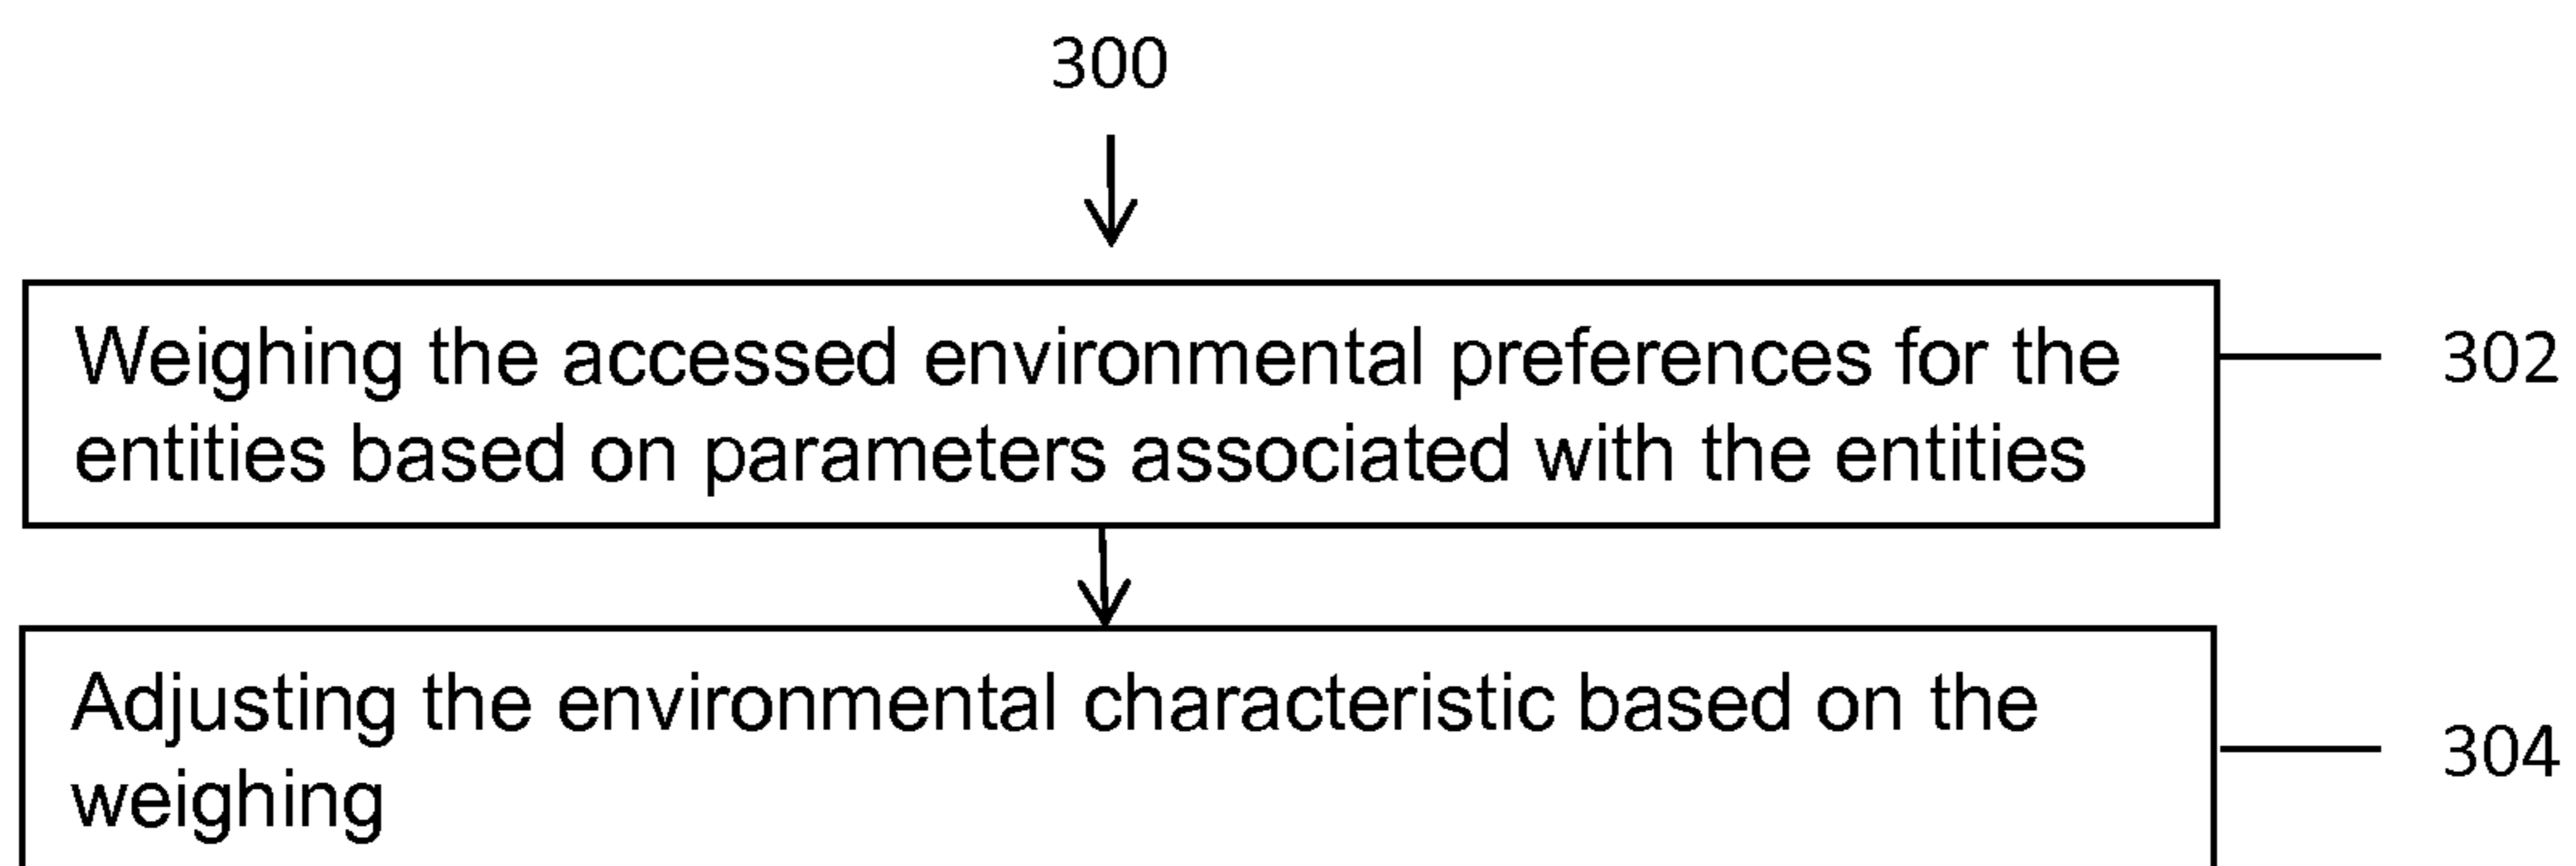 300
Weighing the accessed environmental preferences for the
entities based on parameters associated with the entities
302
Adjusting the environmental characteristic based on the
weighing
304